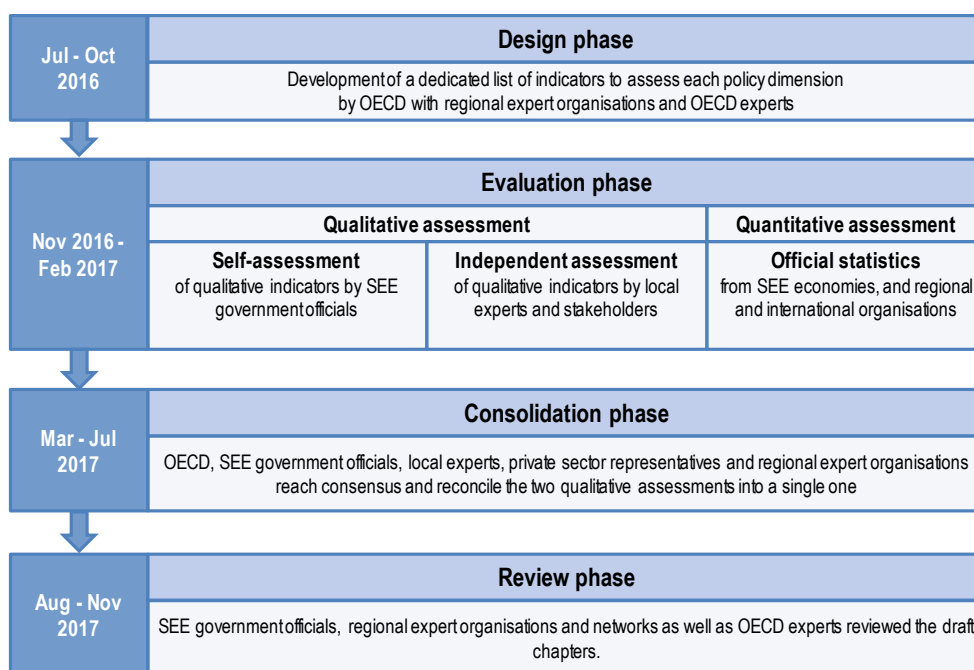 Jul - Oct
2016
Design phase
Development of a dedicated list of indicators to assess each policy dimension
by OECD with regional expert organisations and OECD experts
Nov 2016 -
Feb 2017
Evaluation phase
Qualitative assessment
Quantitative assessment
Self-assessment
of qualitative indicators by SEE
government officials
Independent assessment
of qualitative indicators by local
experts and stakeholders
Official statistics
from SEE economies, and regional
and international organisations
Mar - Jul
2017
Consolidation phase
OECD, SEE government officials, local experts, private sector representatives and regional expert organisations
reach consensus and reconcile the two qualitative assessments into a single one
Aug - Nov
2017
Review phase
SEE government officials, regional expert organisations and networks as well as OECD experts reviewed the draft
chapters.